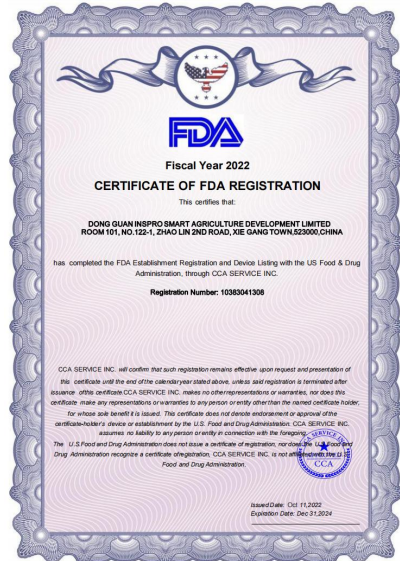 FDA
Fiscal Year 2022
CERTIFICATE OF FDA REGISTRATION
This certifies that:
DONG GUAN INSPRO SMART AGRICULTURE DEVELOPMENT LIMITED
ROOM 101, NO.122-1, ZHAO LIN 2ND ROAD, XIE GANG TOWN,523000,CHINA
has completed the FDA Establishment Registration and Device Listing with the US Food & Drug
Administration, through CCA SERVICE INC.
Registration Number: 10383041308
CCA SERVICE INC. will confirm that such registration remains effective upon request and presentation of
this certificate until the end of the calendaryear stated above, unless said registration is terminated after
issuance ofthis certificate.CCA SERVICE INC. makes no otherrepresentations or warranties, nor does this
certificate make any representations or warranties to any person or entity other than the named certificate holder,
for whose sole benefit it is issued. This certificate does not denote endorsement or approval of the
certificate-holder's device or establishment by the U.S. Food and Drug Administration. CCA SERVICE INC.
assumes no liability to any person or entity in connection with the foregoing.
The U.S.Food and Drug Administration does not issue a certificate of registration, nor does the U.S.Food and
Drug Administration recognize a certificate ofregistration, CCA SERVICE INC. is not affiliated with the U.S.
Food and Drug Administration.
CCA SERVICE INC.
CCA
Issued Date: Oct 11,2022
Expiration Date: Dec 31,2024